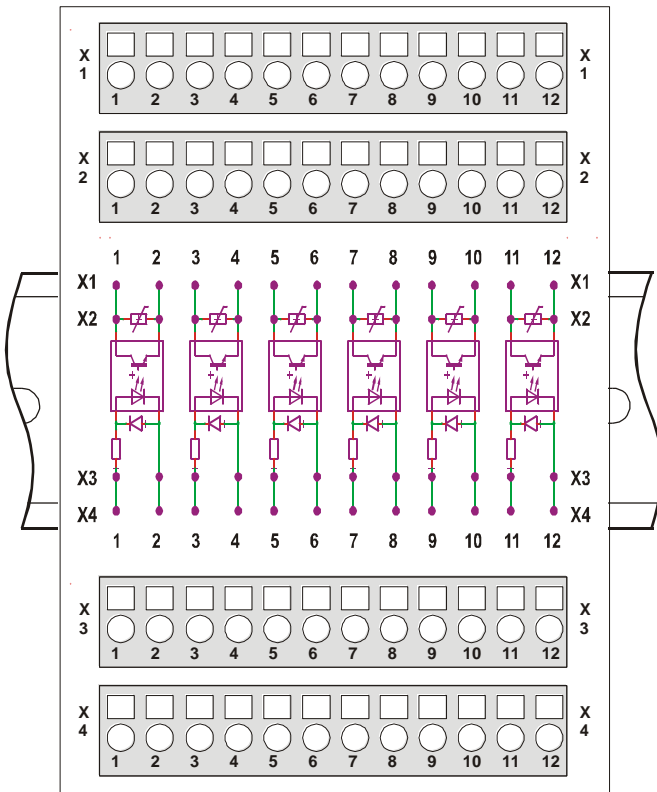 X 1 X 1
1 2 3 4 5 6 7 8 9 10 11 12
X 2 X 2
1 2 3 4 5 6 7 8 9 10 11 12
1 2 3 4 5 6 7 8 9 10 11 12
X1 X1
X2 X2
+ + + + + +
X3 X3
X4 X4
1 2 3 4 5 6 7 8 9 10 11 12
X 3 X 3
1 2 3 4 5 6 7 8 9 10 11 12
X 4 X 4
1 2 3 4 5 6 7 8 9 10 11 12